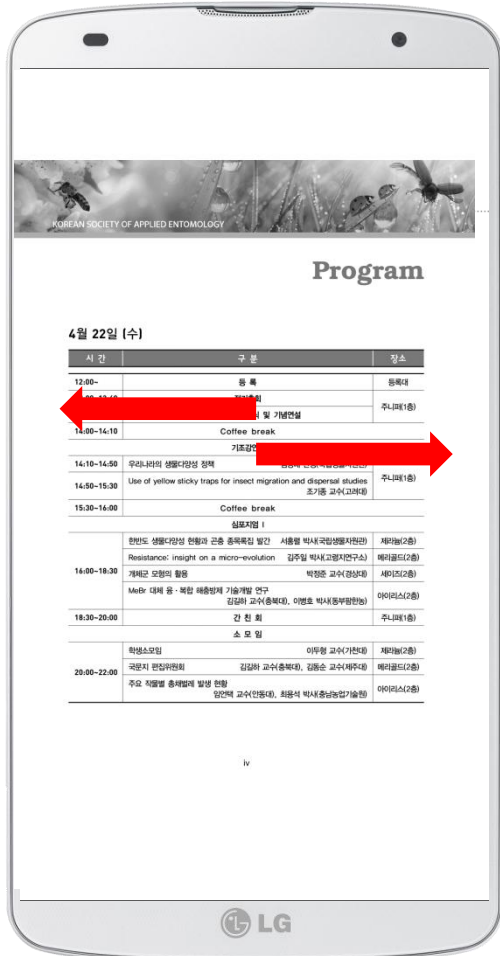 KOREAN SOCIETY OF APPLIED ENTOMOLOGY
Program
4월 22일 (수)
시 간 구 분 장소
12:00~ 등 록 등록대
주니퍼(1층)
및 기념연설
14:00~14:10 Coffee break
기조강연
14:10~14:50 우리나라의 생물다양성 정책
주니퍼(1층)
14:50~15:30 Use of yellow sticky traps for insect migration and dispersal studies
조기종 교수(고려대)
15:30~16:00 Coffee break
심포지엄 I
16:00~18:30 한반도 생물다양성 현황과 곤충 종목록집 발간 서홍렬 박사(국립생물자원관) 제라늄(2층)
Resistance: insight on a micro-evolution 김주일 박사(고령지연구소) 메리골드(2층)
개체군 모형의 활용 박정준 교수(경상대) 세이즈(2층)
MeBr 대체 융·복합 해충방제 기술개발 연구
김길하 교수(충북대), 이병호 박사(동부팜한농) 아이리스(2층)
18:30~20:00 간 친 회 주니퍼(1층)
소 모 임
20:00~22:00 학생소모임 이두형 교수(가천대) 제라늄(2층)
국문지 편집위원회 김길하 교수(충북대), 김동순 교수(제주대) 메리골드(2층)
주요 작물별 총채벌레 발생 현황
임언택 교수(안동대), 최용석 박사(충남농업기술원) 아이리스(2층)
iv
LG